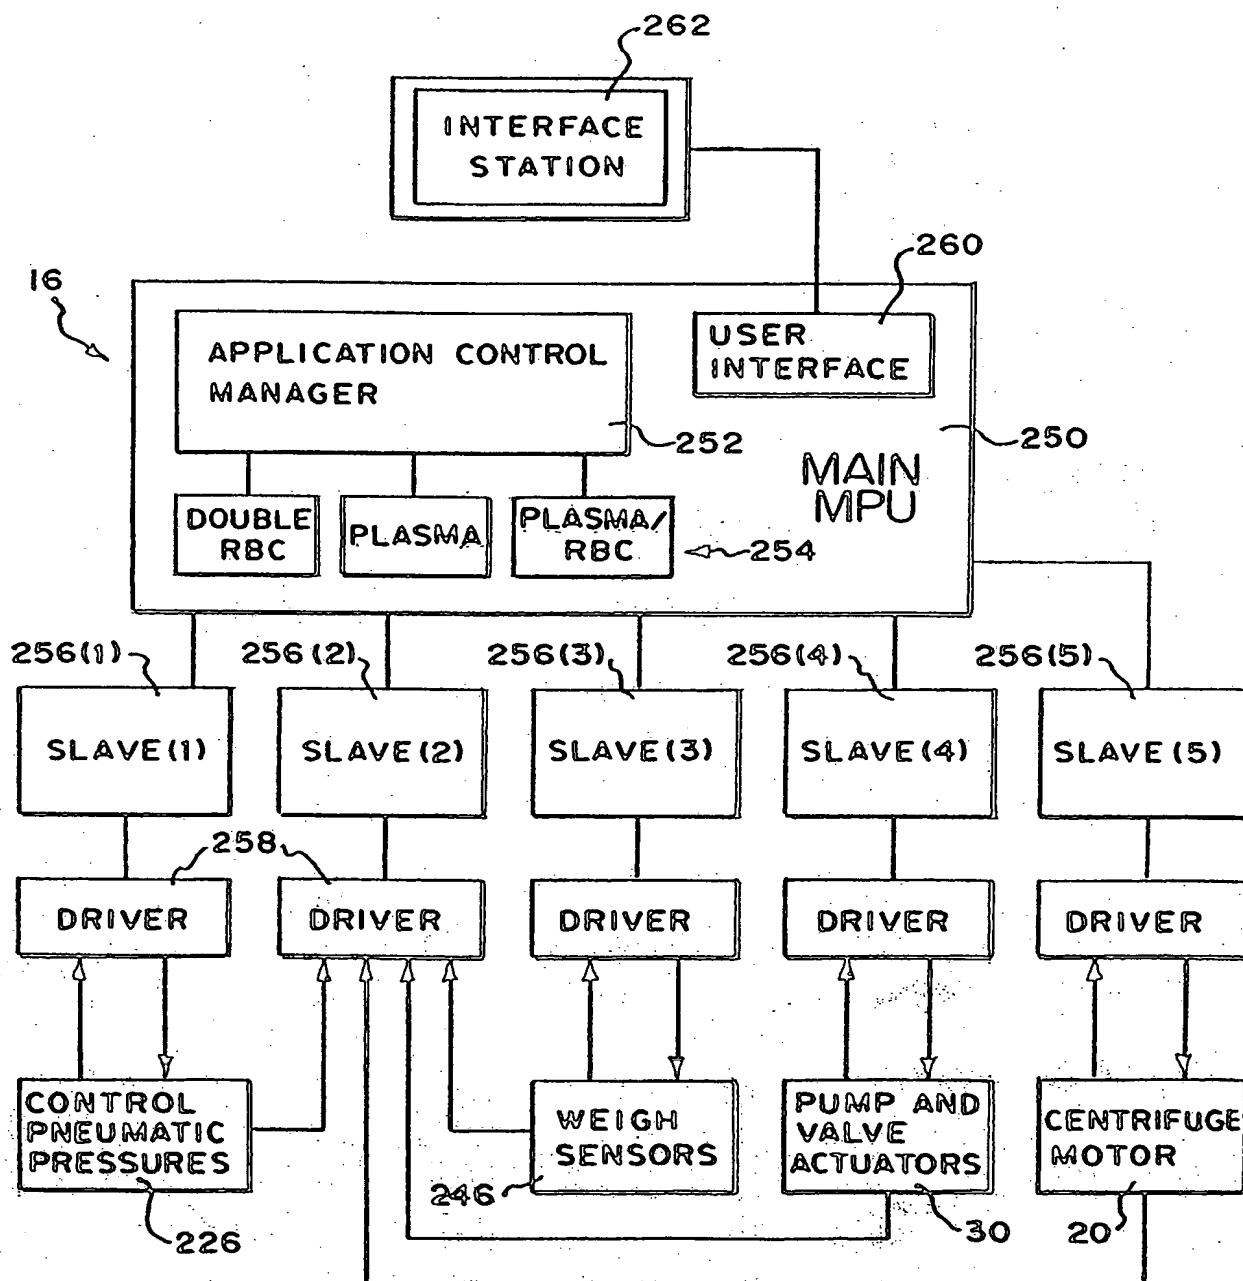 262
INTERFACE
STATION
260
16
USER
INTERFACE
APPLICATION CONTROL
MANAGER
252
250
MAIN
MPU
DOUBLE
RBC
PLASMA
PLASMA/
RBC
254
256(1)
256(2)
256(3)
256(4)
256(5)
SLAVE(1)
SLAVE(2)
SLAVE(3)
SLAVE(4)
SLAVE(5)
258
DRIVER
DRIVER
DRIVER
DRIVER
DRIVER
CONTROL
PNEUMATIC
PRESSURES
WEIGH
SENSORS
PUMP AND
VALVE
ACTUATORS
CENTRIFUGE
MOTOR
226
246
30
20